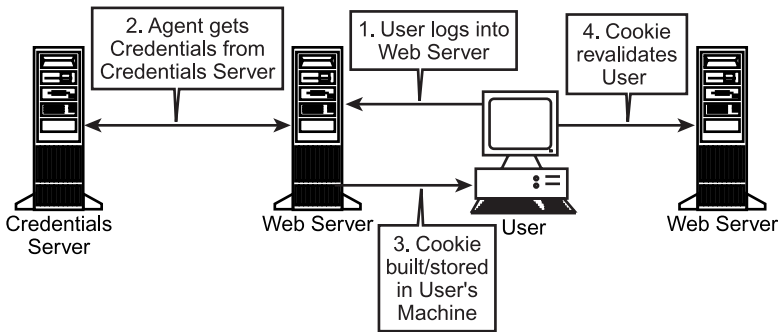 2. Agent gets
Credentials from
Credentials Server
1. User logs into
Web Server
4. Cookie
revalidates
User
Credentials
Server
Web Server
3. Cookie
built/stored
in User's
Machine
User
Web Server